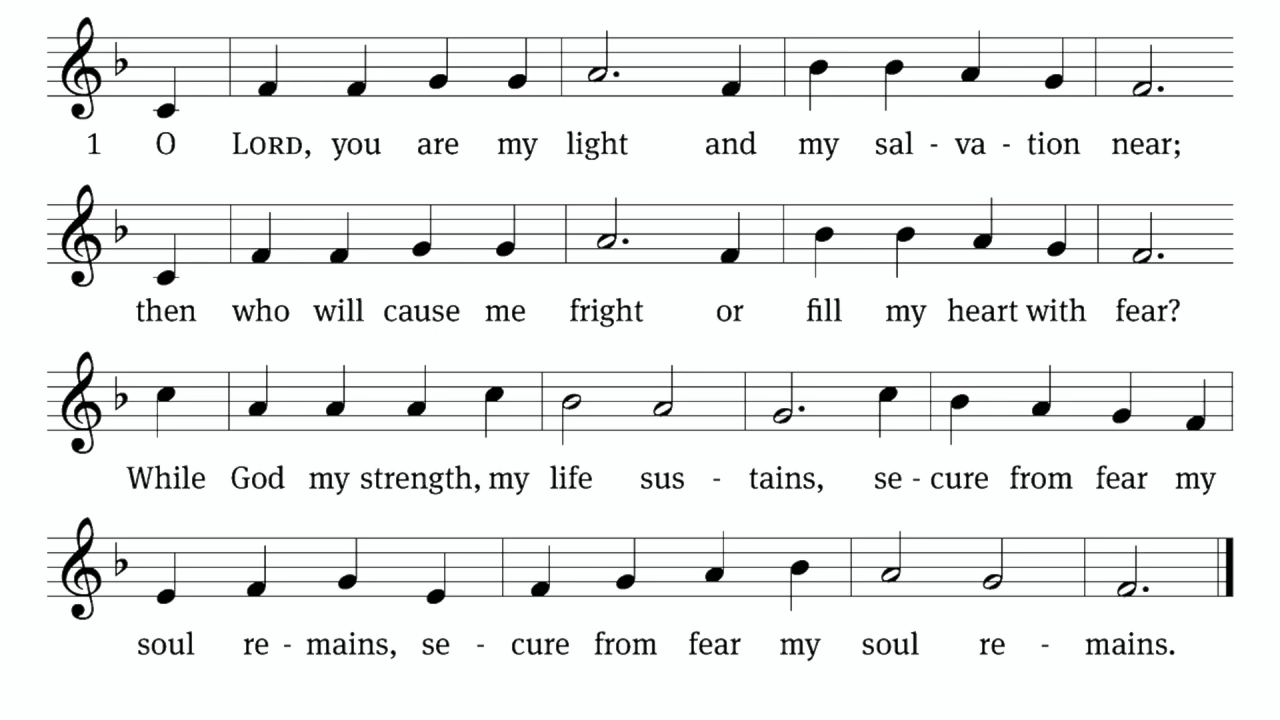 1 O LORD, you are my light and my sal - va - tion near;
then who will cause me fright or fill my heart with fear?
While God my strength, my life sus - tains, se - cure from fear my
soul re - mains, se - cure from fear my soul re - mains.